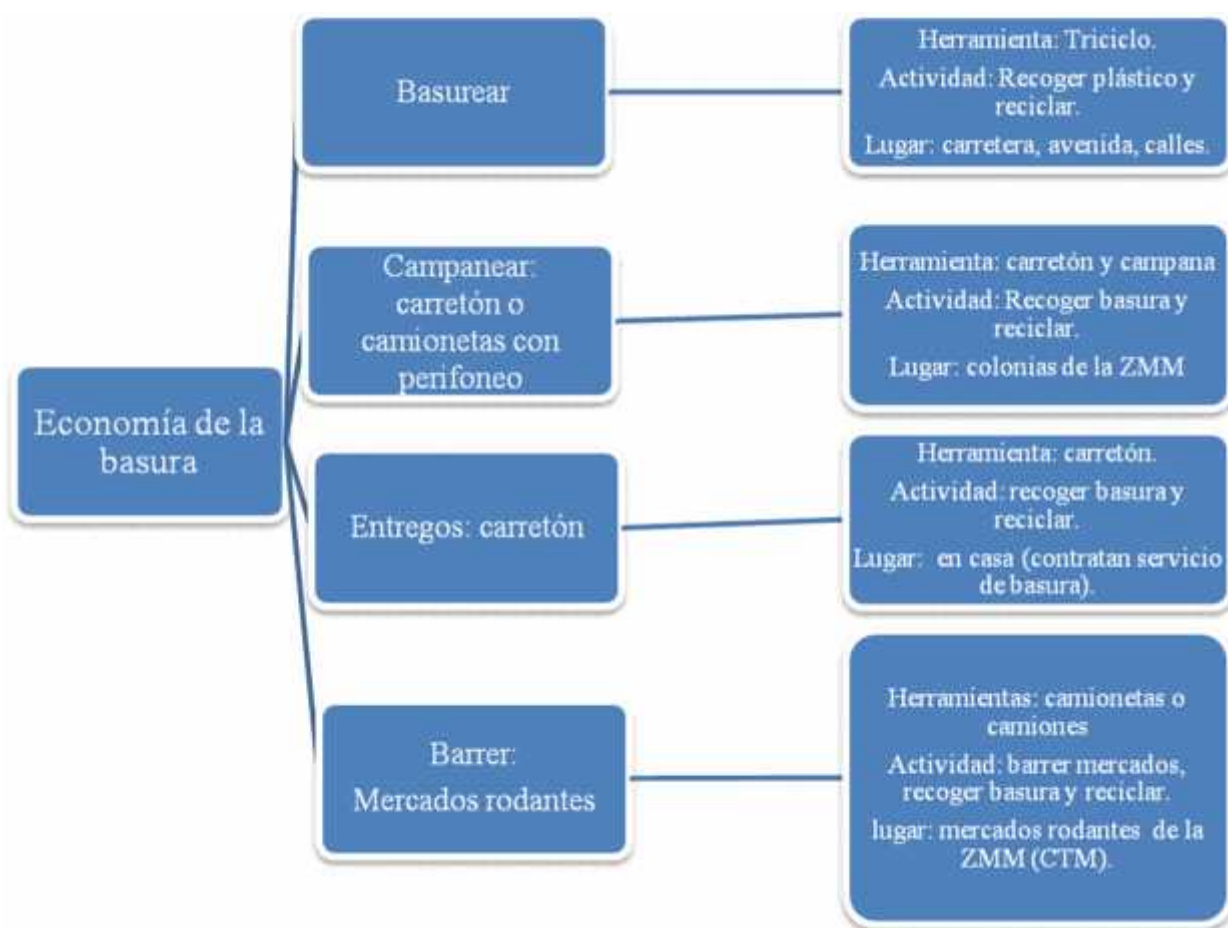 Economía de la
basura
Basurear
Herramienta: Triciclo.
Actividad: Recoger plástico y
reciclar.
Lugar: carretera, avenida, calles.
Campanear:
carretón o
camionetas con
perifoneo
Herramienta: carretón y campana
Actividad: Recoger basura y
reciclar.
Lugar: colonias de la ZMM
Entregos: carretón
Herramienta: carretón.
Actividad: recoger basura y
reciclar.
Lugar: en casa (contratan servicio
de basura).
Barrer:
Mercados rodantes
Herramientas: camionetas o
camiones
Actividad: barrer mercados,
recoger basura y reciclar.
lugar: mercados rodantes de la
ZMM (CTM).